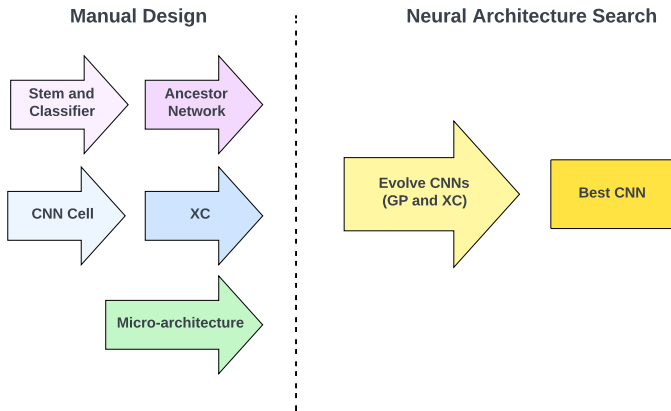 Manual Design
Neural Architecture Search
Stem and
Classifier
Ancestor
Network
CNN Cell
XC
Micro-architecture
Evolve CNNs
(GP and XC)
Best CNN